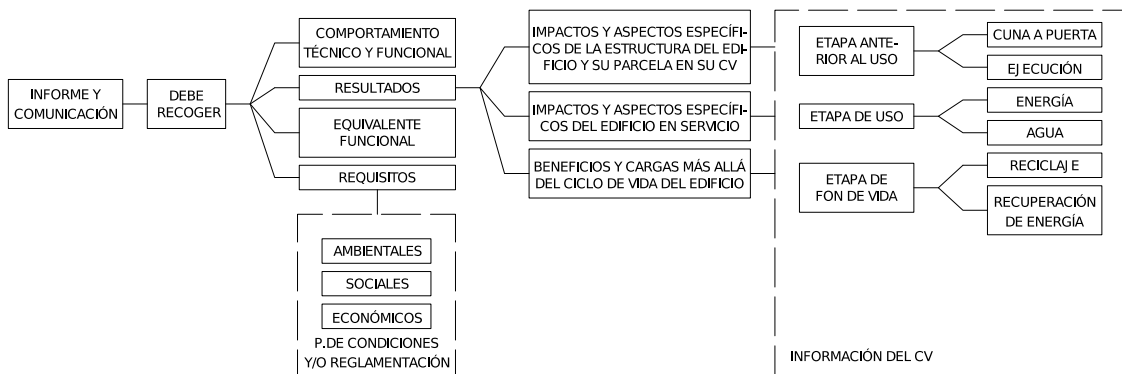 INFORME Y
COMUNICACIÓN
DEBE
RECOGER
COMPORTAMIENTO
TÉCNICO Y FUNCIONAL
RESULTADOS
EQUIVALENTE
FUNCIONAL
REQUISITOS
AMBIENTALES
SOCIALES
ECONÓMICOS
P.DE CONDICIONES
Y/O REGLAMENTACIÓN
IMPACTOS Y ASPECTOS ESPECÍFI-
COS DE LA ESTRUCTURA DEL EDI-
FICIO Y SU PARCELA EN SU CV
IMPACTOS Y ASPECTOS ESPECÍFI-
COS DEL EDIFICIO EN SERVICIO
BENEFICIOS Y CARGAS MÁS ALLÁ
DEL CICLO DE VIDA DEL EDIFICIO
ETAPA ANTE-
RIOR AL USO
CUNA A PUERTA
EJECUCIÓN
ETAPA DE USO
ENERGÍA
AGUA
ETAPA DE
FON DE VIDA
RECICLAJE
RECUPERACIÓN
DE ENERGÍA
INFORMACIÓN DEL CV